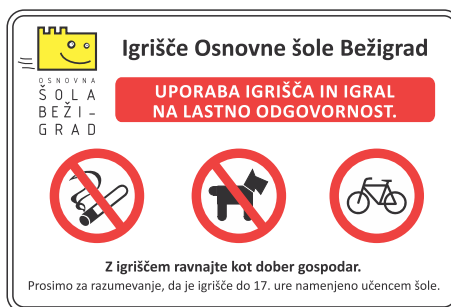 Igrišče Osnovne šole Bežigrad
OSNOVNA
ŠOLA
BEŽI-
GRAD
UPORABA IGRIŠČA IN IGRAL
NA LASTNO ODGOVORNOST.
Z igriščem ravnajte kot dober gospodar.
Prosimo za razumevanje, da je igrišče do 17. ure namenjeno učencem šole.